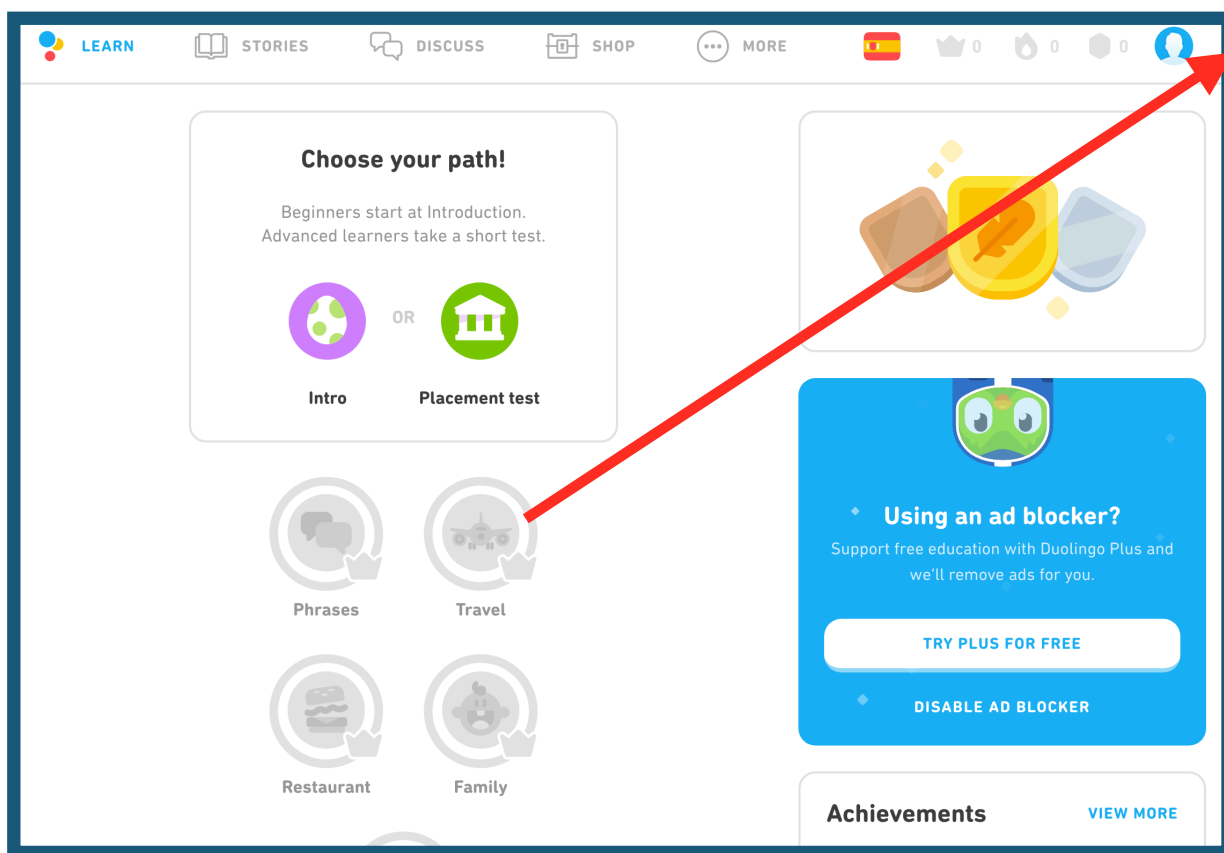 LEARN STORIES DISCUSS SHOP MORE 0 0 0
Choose your path!
Beginners start at Introduction.
Advanced learners take a short test.
OR
Intro Placement test
Phrases Travel
Restaurant Family
Using an ad blocker?
Support free education with Duolingo Plus and
we'll remove ads for you.
TRY PLUS FOR FREE
DISABLE AD BLOCKER
Achievements VIEW MORE